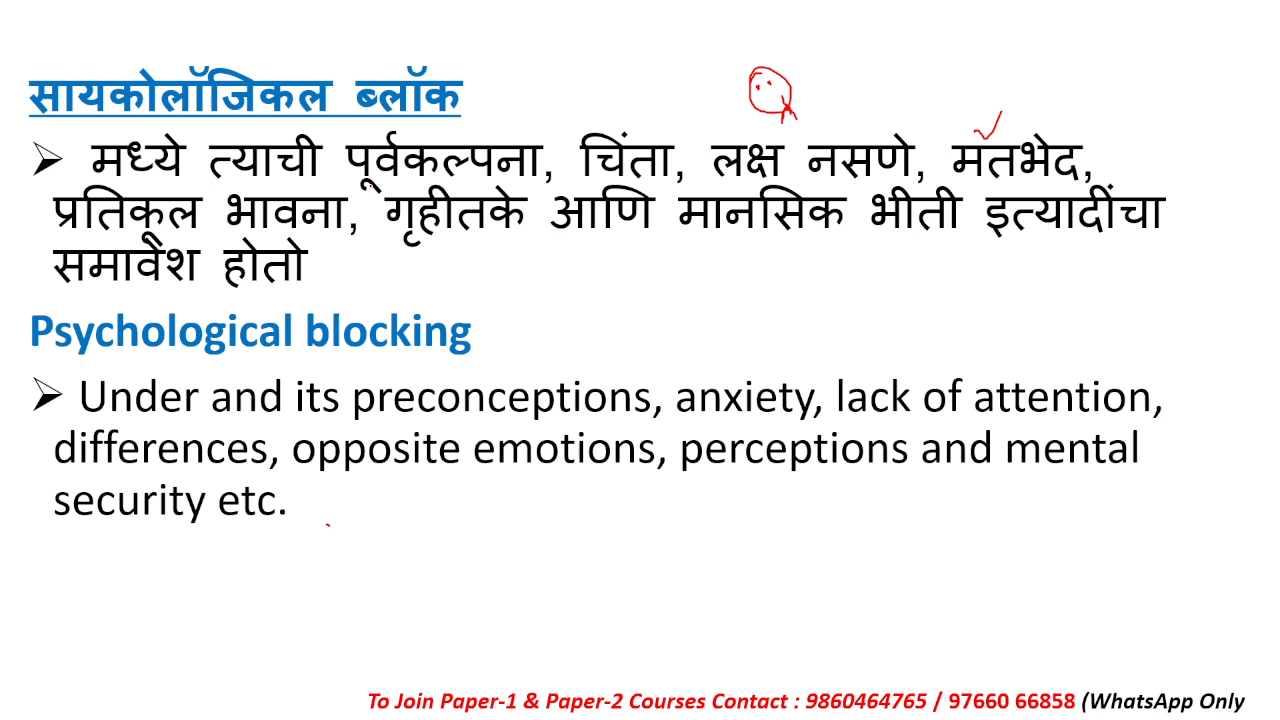 सायकोलॉजिकल ब्लॉक
➢ मध्ये त्याची पूर्वकल्पना, चिंता, लक्ष नसणे, मतभेद,
प्रतिकूल भावना, गृहीतके आणि मानसिक भीती इत्यादींचा
समावेश होतो
Psychological blocking
➢ Under and its preconceptions, anxiety, lack of attention,
differences, opposite emotions, perceptions and mental
security etc.
To Join Paper-1 & Paper-2 Courses Contact : 9860464765 / 97660 66858 (WhatsApp Only